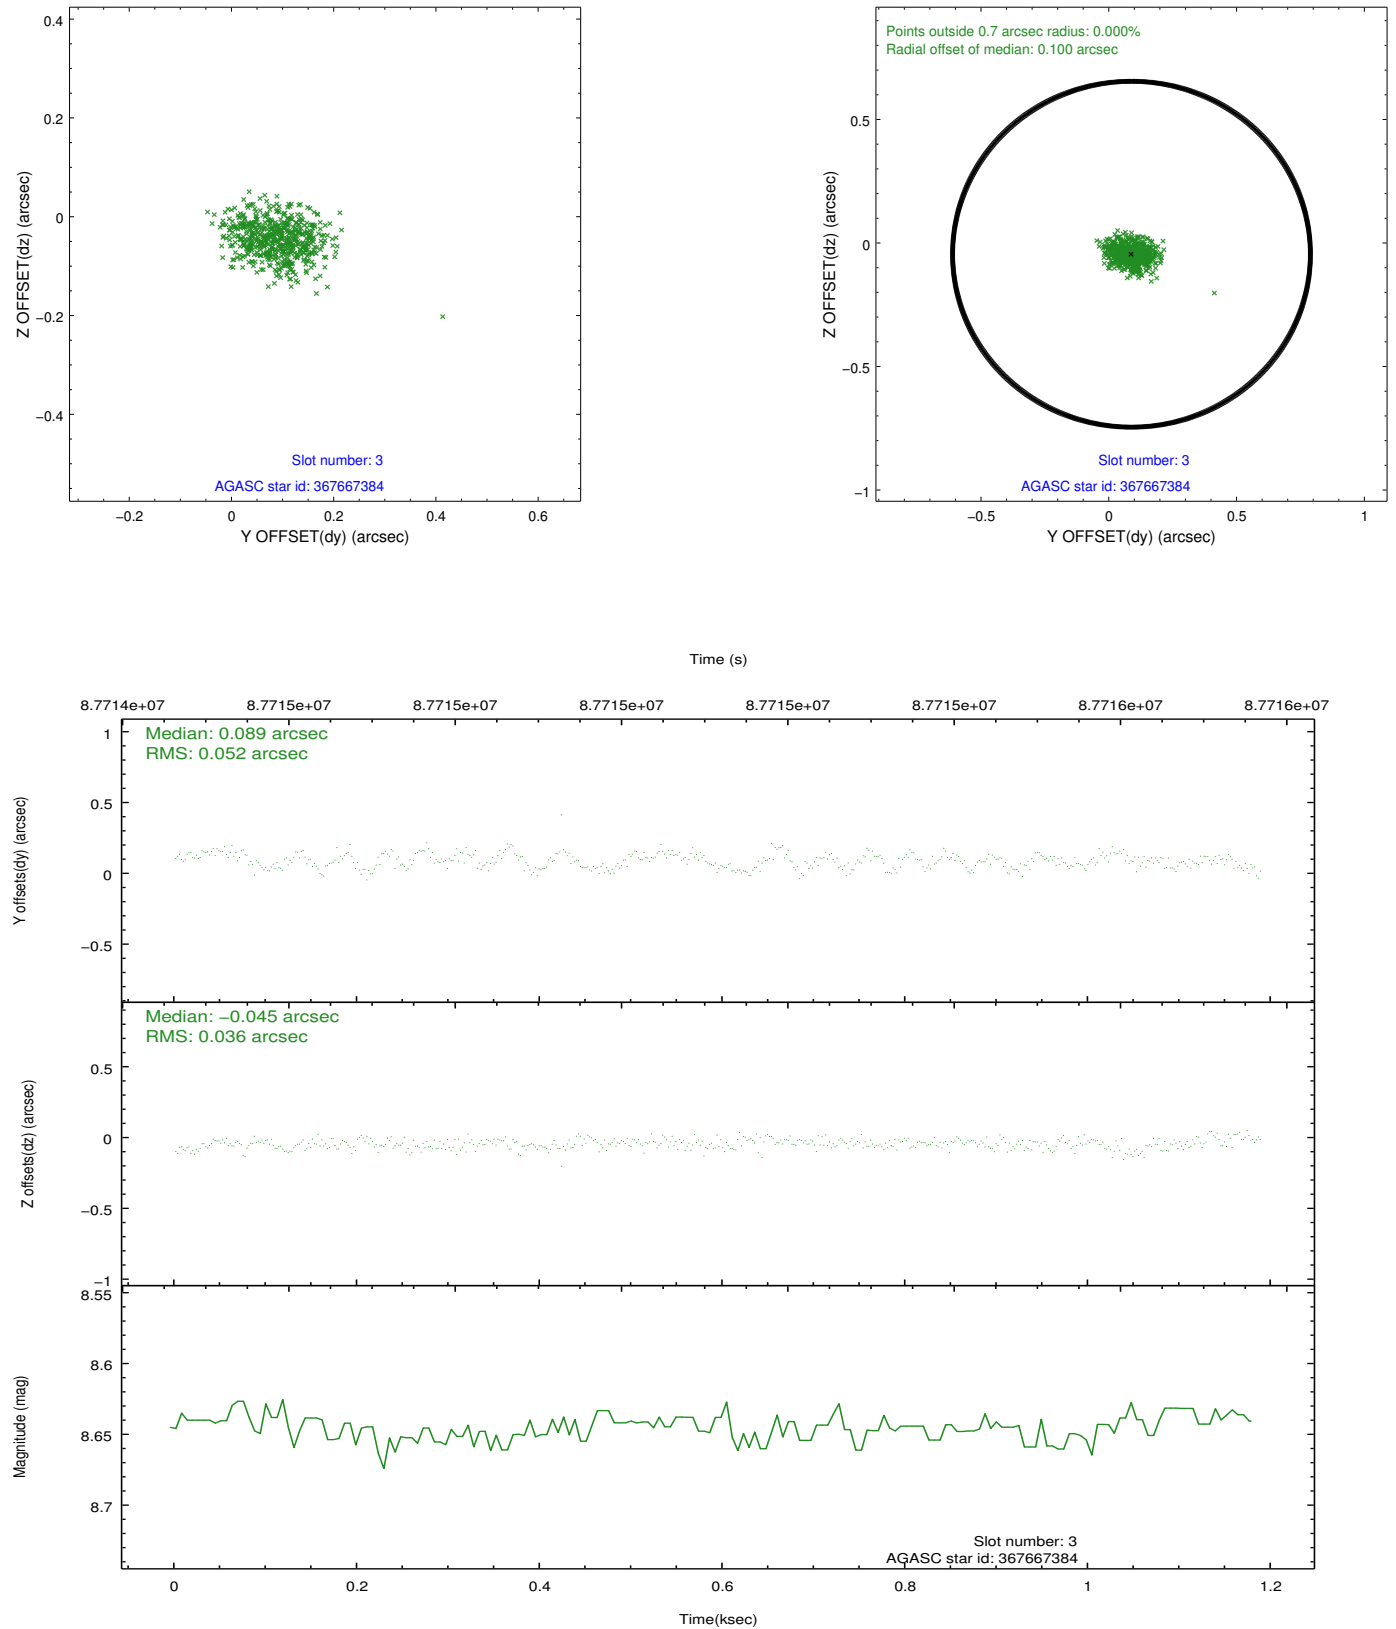 0.4
0.2
0
−0.2
−0.4
Z OFFSET(dz) (arcsec)
Slot number: 3
AGASC star id: 367667384
−0.2 0 0.2 0.4 0.6
Y OFFSET(dy) (arcsec)
Points outside 0.7 arcsec radius: 0.000%
Radial offset of median: 0.100 arcsec
0.5
0
−0.5
−1
Z OFFSET(dz) (arcsec)
Slot number: 3
AGASC star id: 367667384
−0.5 0 0.5 1
Y OFFSET(dy) (arcsec)
Time (s)
8.7714e+07 8.7715e+07 8.7715e+07 8.7715e+07 8.7715e+07 8.7715e+07 8.7716e+07 8.7716e+07
Median: 0.089 arcsec
RMS: 0.052 arcsec
1
0.5
0
−0.5
Y offsets(dy) (arcsec)
Median: −0.045 arcsec
RMS: 0.036 arcsec
0.5
0
−0.5
−1
Z offsets(dz) (arcsec)
8.55
8.6
8.65
8.7
Magnitude (mag)
Slot number: 3
AGASC star id: 367667384
0 0.2 0.4 0.6 0.8 1 1.2
Time(ksec)